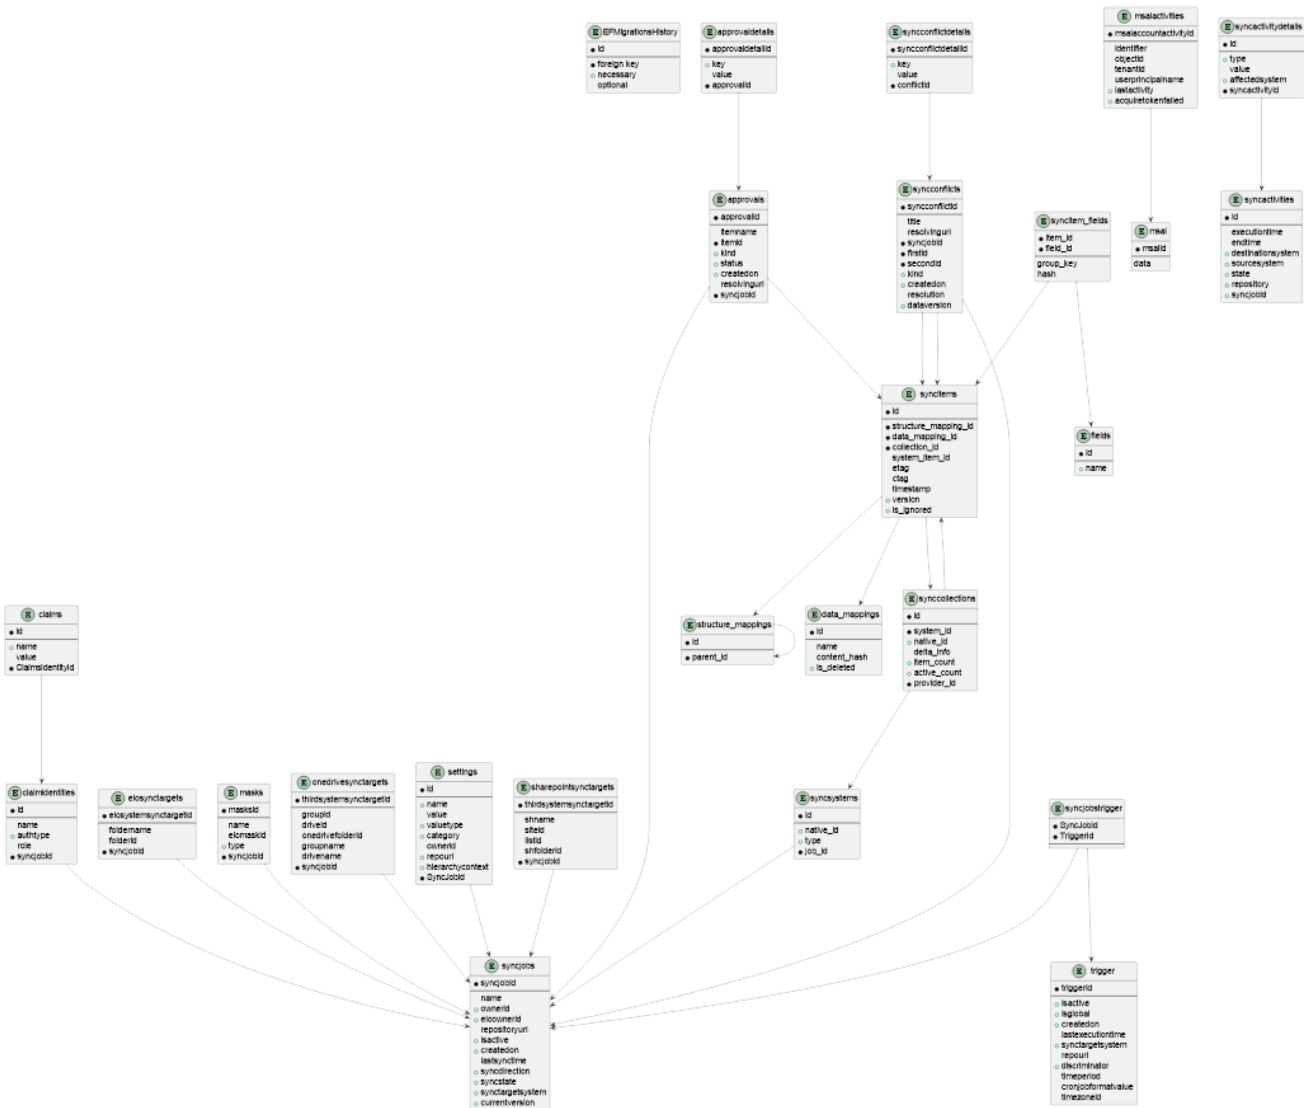 E EFMigrationsHistory
id
foreign key
necessary
optional
E approvaldetails
approvaldetailid
key
value
approvalid
E syncconflictdetails
syncconflictdetailid
key
value
conflictid
E msalactivities
msalaccountactivityid
identifier
objectid
tenantid
userprincipalname
lastactivity
acquiretokenfailed
E syncactivitydetails
id
type
value
affectedsystem
syncactivityid
E approvals
approvalid
itemname
itemid
kind
status
createdon
resolvingurl
syncjobid
E syncconflicts
syncconflictid
title
resolvingurl
syncjobid
firstid
secondid
kind
createdon
resolution
dataversion
E syncitem_fields
item_id
field_id
group_key
hash
E msal
msalid
data
E syncactivities
id
executiontime
endtime
destinationsystem
sourcesystem
state
repository
syncjobid
E syncitems
id
structure_mapping_id
data_mapping_id
collection_id
system_item_id
etag
ctag
timestamp
version
is_ignored
E fields
id
name
E claims
id
name
value
ClaimsIdentityId
E structure_mappings
id
parent_id
E data_mappings
id
name
content_hash
is_deleted
E synccollections
id
system_id
native_id
delta_info
item_count
active_count
provider_id
E claimidentities
id
name
authtype
role
syncjobid
E elosynctargets
elosystemsynctargetid
foldername
folderid
syncjobid
E masks
masksid
name
elomaskid
type
syncjobid
E onedrivesynctargets
thirdsystemsynctargetid
groupid
driveid
onedrivefolderid
groupname
drivename
syncjobid
E settings
id
name
value
valuetype
category
ownerid
repourl
hierarchycontext
SyncJobId
E sharepointsynctargets
thirdsystemsynctargetid
shname
siteid
listid
shfolderid
syncjobid
E syncsystems
id
native_id
type
job_id
E syncjobstrigger
SyncJobId
TriggerId
E syncjobs
syncjobid
name
ownerid
eloownerid
repositoryurl
isactive
createdon
lastsynctime
syncdirection
syncstate
synctargetsystem
currentversion
E trigger
triggerid
isactive
isglobal
createdon
lastexecutiontime
synctargetsystem
repourl
discriminator
timeperiod
cronjobformatvalue
timezoneid